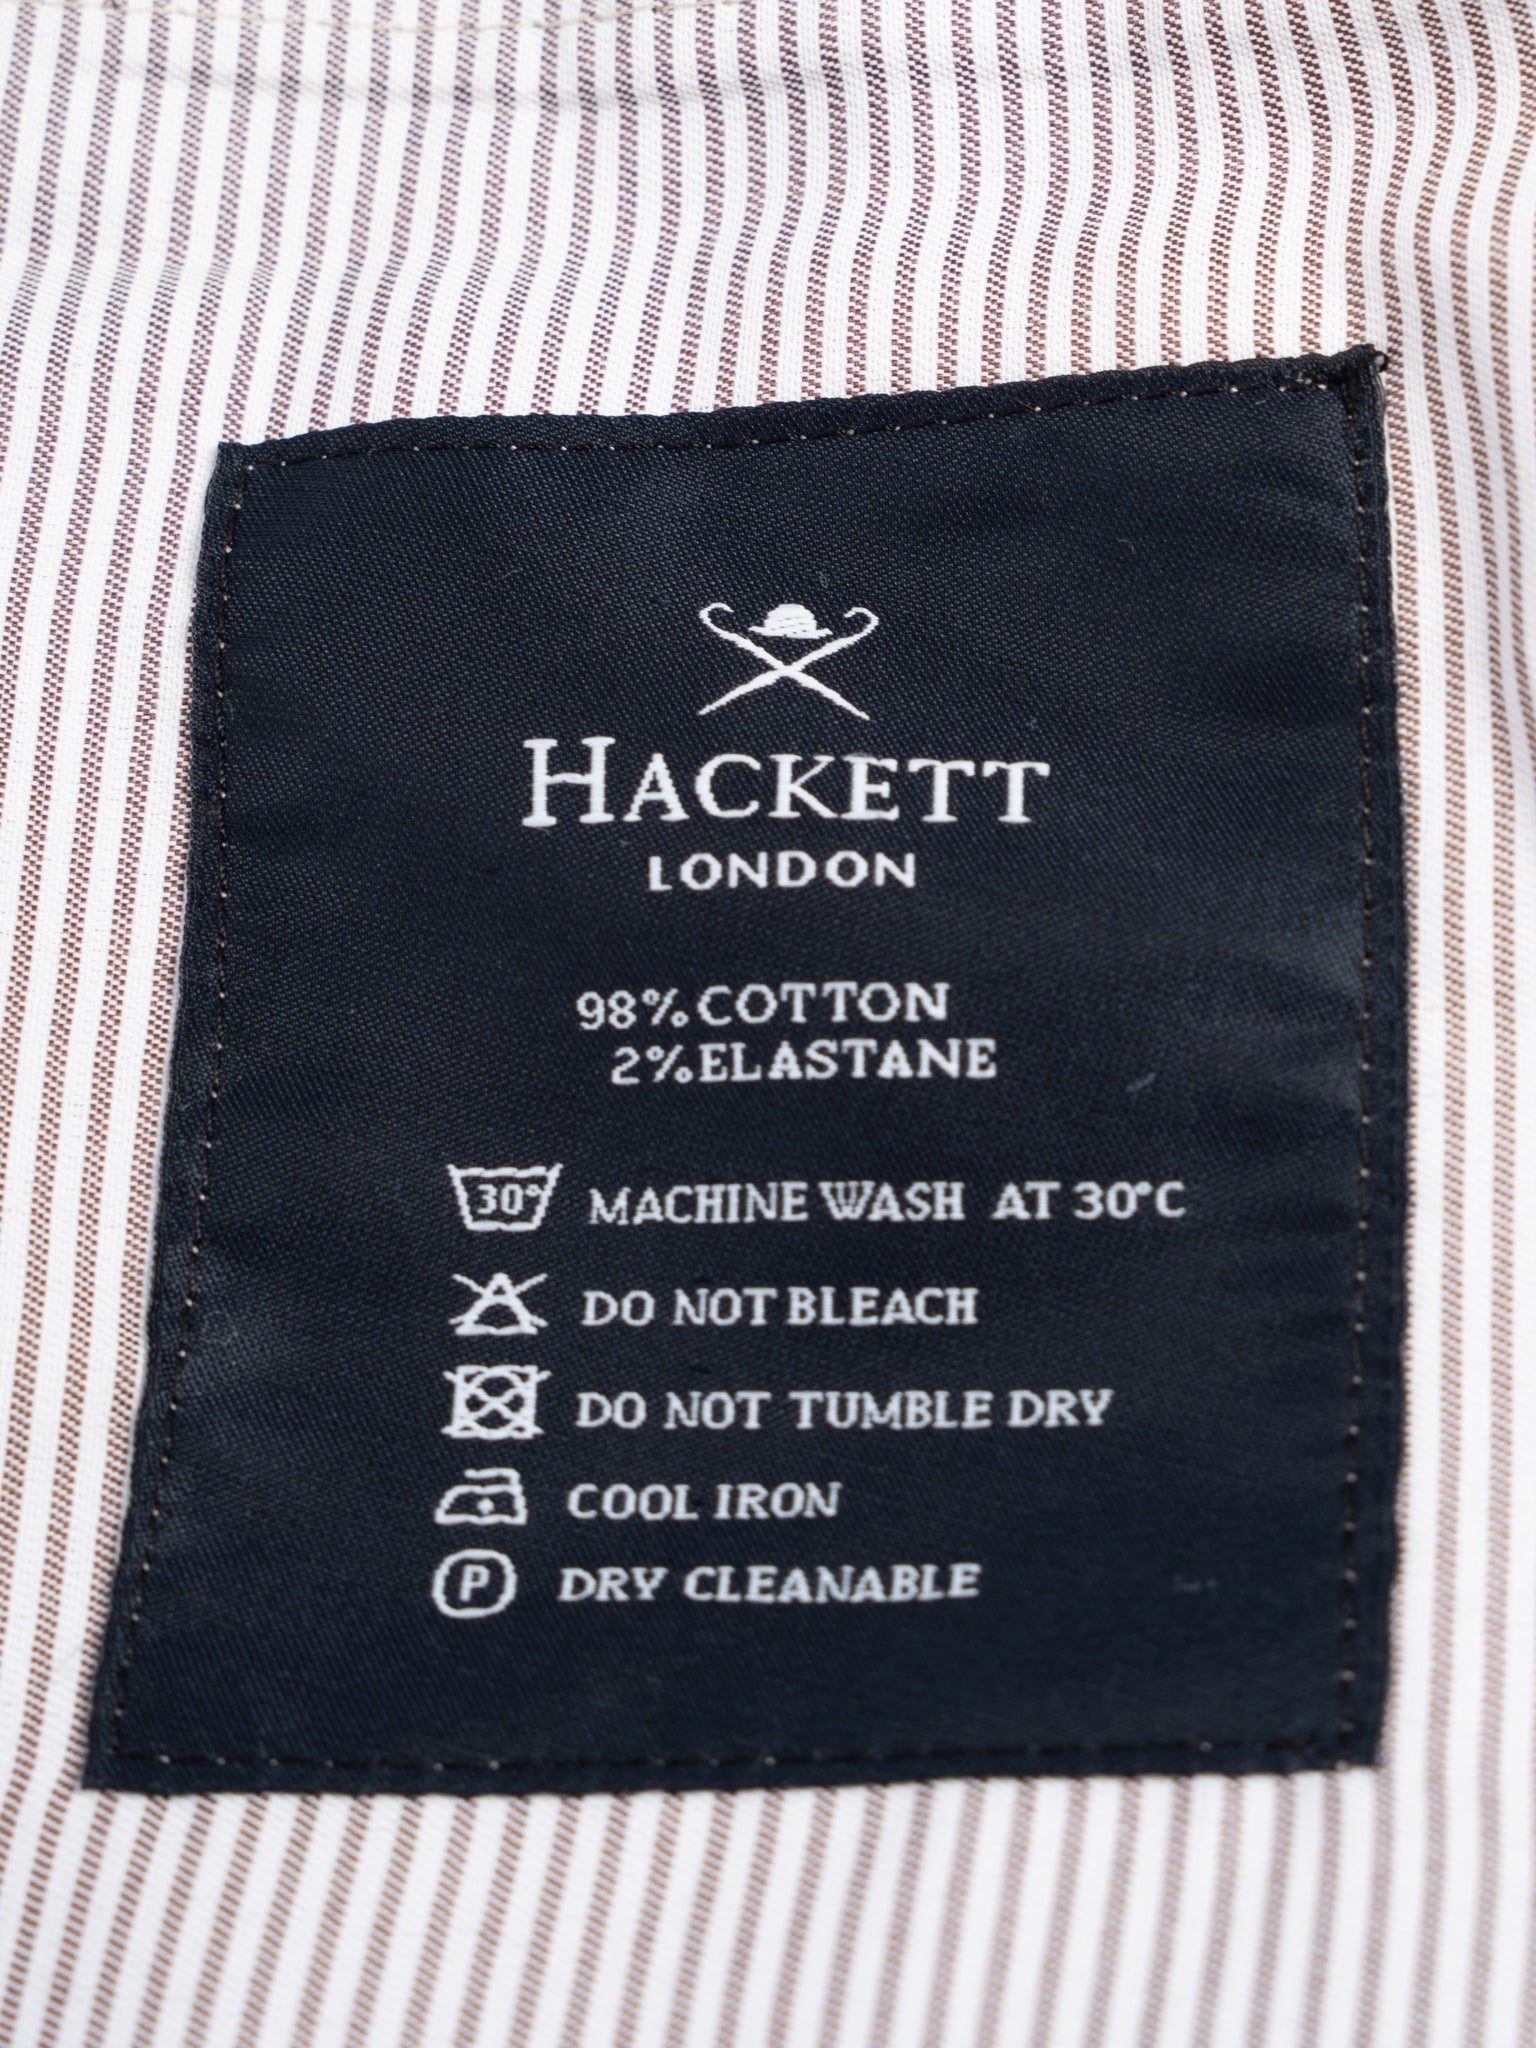 HACKETT
LONDON
98% COTTON
2% ELASTANE
30° MACHINE WASH AT 30°C
DO NOT BLEACH
DO NOT TUMBLE DRY
COOL IRON
P DRY CLEANABLE